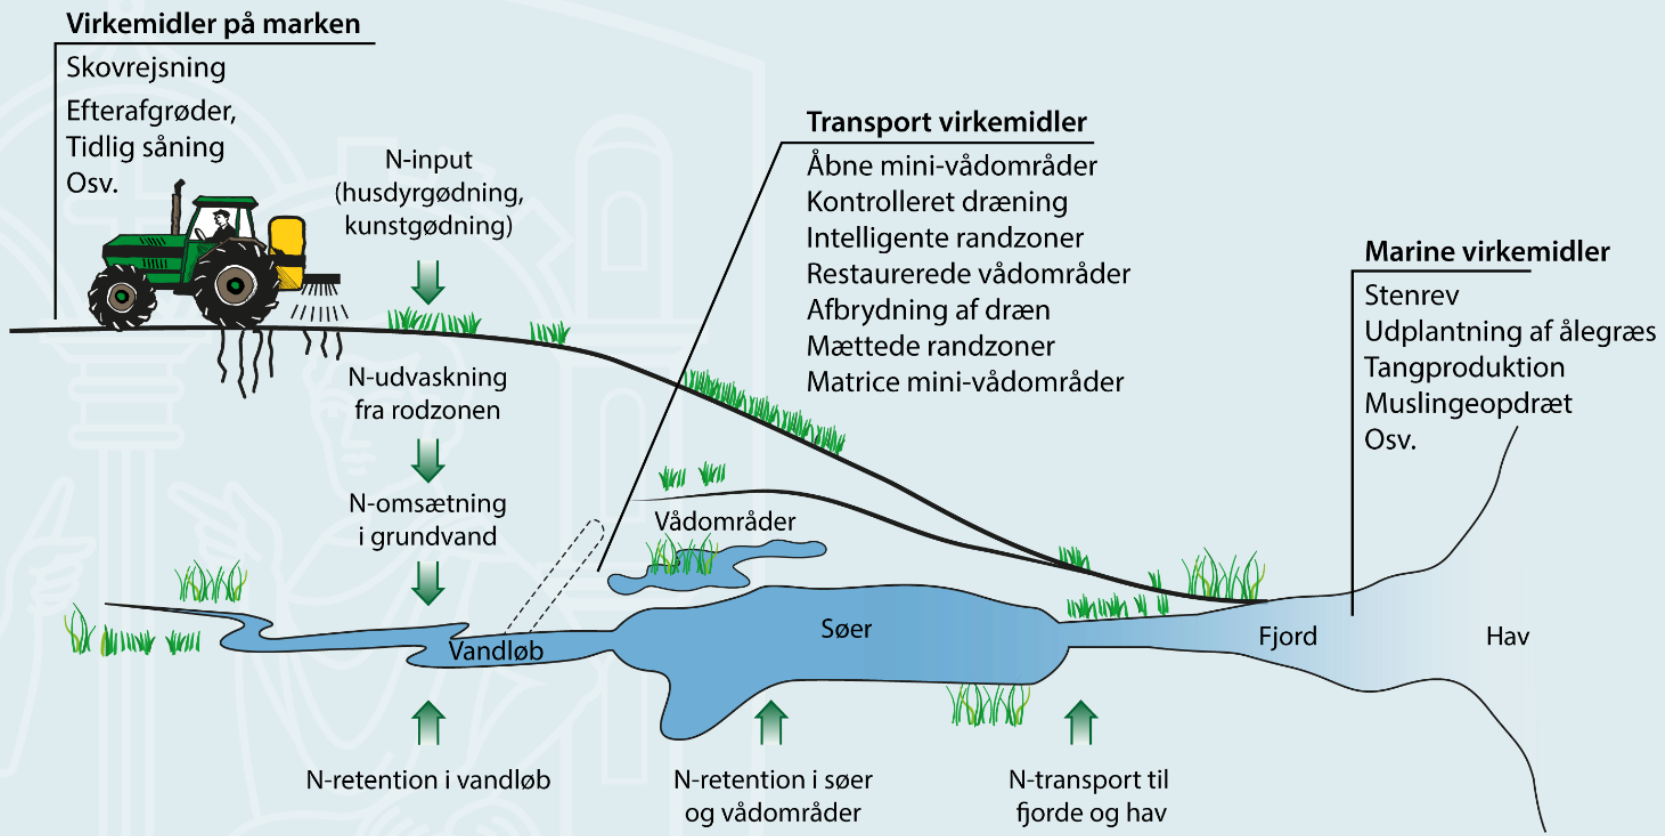 Virkemidler på marken
Skovrejsning
Efterafgrøder,
Tidlig såning
Osv.
N-input
(husdyrgødning,
kunstgødning)
N-udvaskning
fra rodzonen
N-omsætning
i grundvand
Transport virkemidler
Åbne mini-vådområder
Kontrolleret dræning
Intelligente randzoner
Restaurerede vådområder
Afbrydning af dræn
Mættede randzoner
Matrice mini-vådområder
Marine virkemidler
Stenrev
Udplantning af ålegræs
Tangproduktion
Muslingeopdræt
Osv.
Vådområder
Vandløb
Søer
Fjord
Hav
N-retention i vandløb
N-retention i søer
og vådområder
N-transport til
fjorde og hav